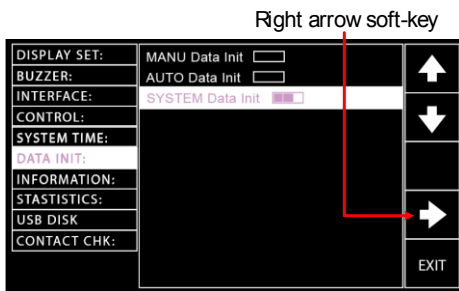 Right arrow soft-key
DISPLAY SET:
BUZZER:
INTERFACE:
CONTROL:
SYSTEM TIME:
DATA INIT:
INFORMATION:
STASTISTICS:
USB DISK
CONTACT CHK:
MANU Data Init
AUTO Data Init
SYSTEM Data Init
EXIT